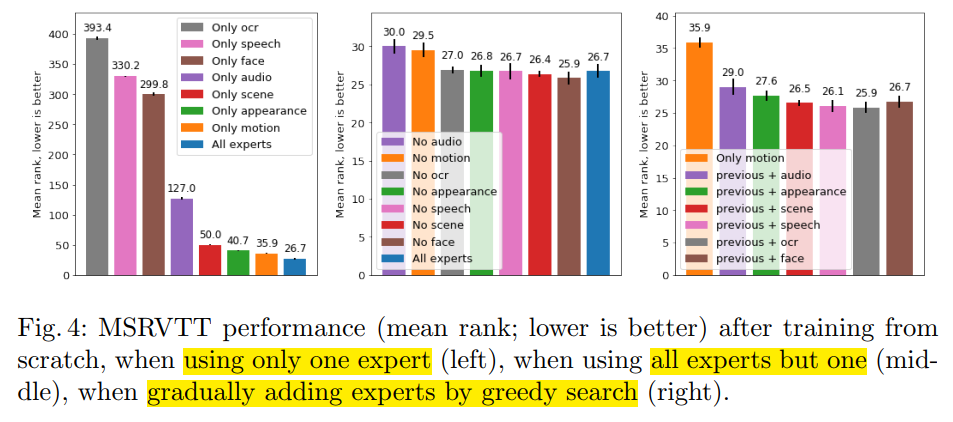 Mean rank, lower is better
400
350
300
250
200
150
100
50
0
393.4
330.2
299.8
127.0
50.0
40.7
35.9
26.7
Only ocr
Only speech
Only face
Only audio
Only scene
Only appearance
Only motion
All experts
Mean rank, lower is better
30
25
20
15
10
5
0
30.0
29.5
27.0
26.8
26.7
26.4
25.9
26.7
No audio
No motion
No ocr
No appearance
No speech
No scene
No face
All experts
Mean rank, lower is better
40
35
30
25
20
15
10
5
0
35.9
29.0
27.6
26.5
26.1
25.9
26.7
Only motion
previous + audio
previous + appearance
previous + scene
previous + speech
previous + ocr
previous + face
Fig. 4: MSRVTT performance (mean rank; lower is better) after training from
scratch, when using only one expert (left), when using all experts but one (mid-
dle), when gradually adding experts by greedy search (right).